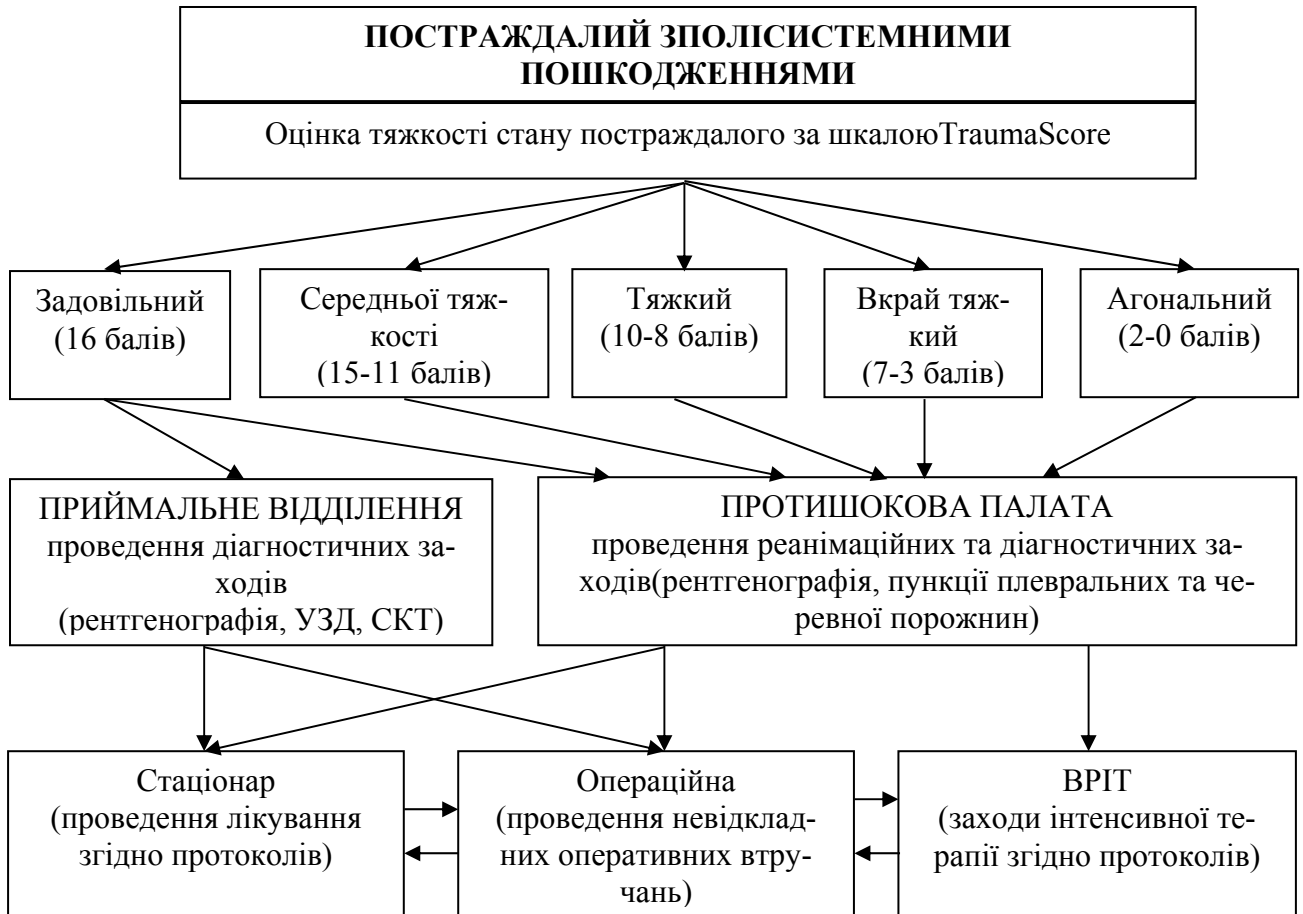 ПОСТРАЖДАЛИЙ ЗПОЛІСИСТЕМНИМИ
ПОШКОДЖЕННЯМИ
Оцінка тяжкості стану постраждалого за шкалоюTraumaScore
Задовільний
(16 балів)
Середньої тяж-
кості
(15-11 балів)
Тяжкий
(10-8 балів)
Вкрай тяж-
кий
(7-3 балів)
Агональний
(2-0 балів)
ПРИЙМАЛЬНЕ ВІДДІЛЕННЯ
проведення діагностичних за-
ходів
(рентгенографія, УЗД, СКТ)
ПРОТИШОКОВА ПАЛАТА
проведення реанімаційних та діагностичних за-
ходів(рентгенографія, пункції плевральних та че-
ревної порожнин)
Стаціонар
(проведення лікування
згідно протоколів)
Операційна
(проведення невідклад-
них оперативних втру-
чань)
ВРІТ
(заходи інтенсивної те-
рапії згідно протоколів)